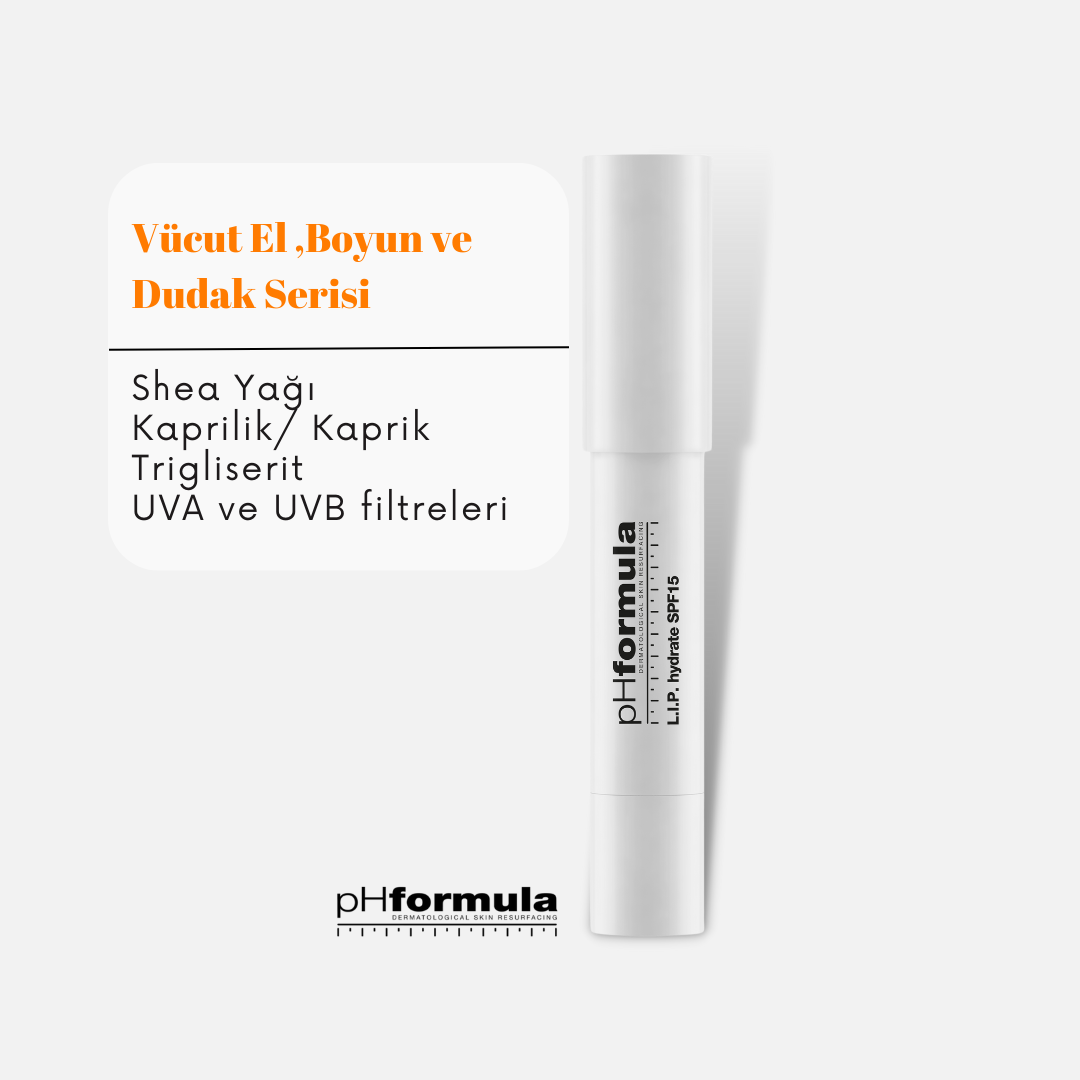 Vücut El ,Boyun ve
Dudak Serisi
Shea Yağı
Kaprilik/ Kaprik
Trigliserit
UVA ve UVB filtreleri
pHformula
DERMATOLOGICAL SKIN RESURFACING
L.I.P. hydrate SPF15
pHformula
DERMATOLOGICAL SKIN RESURFACING